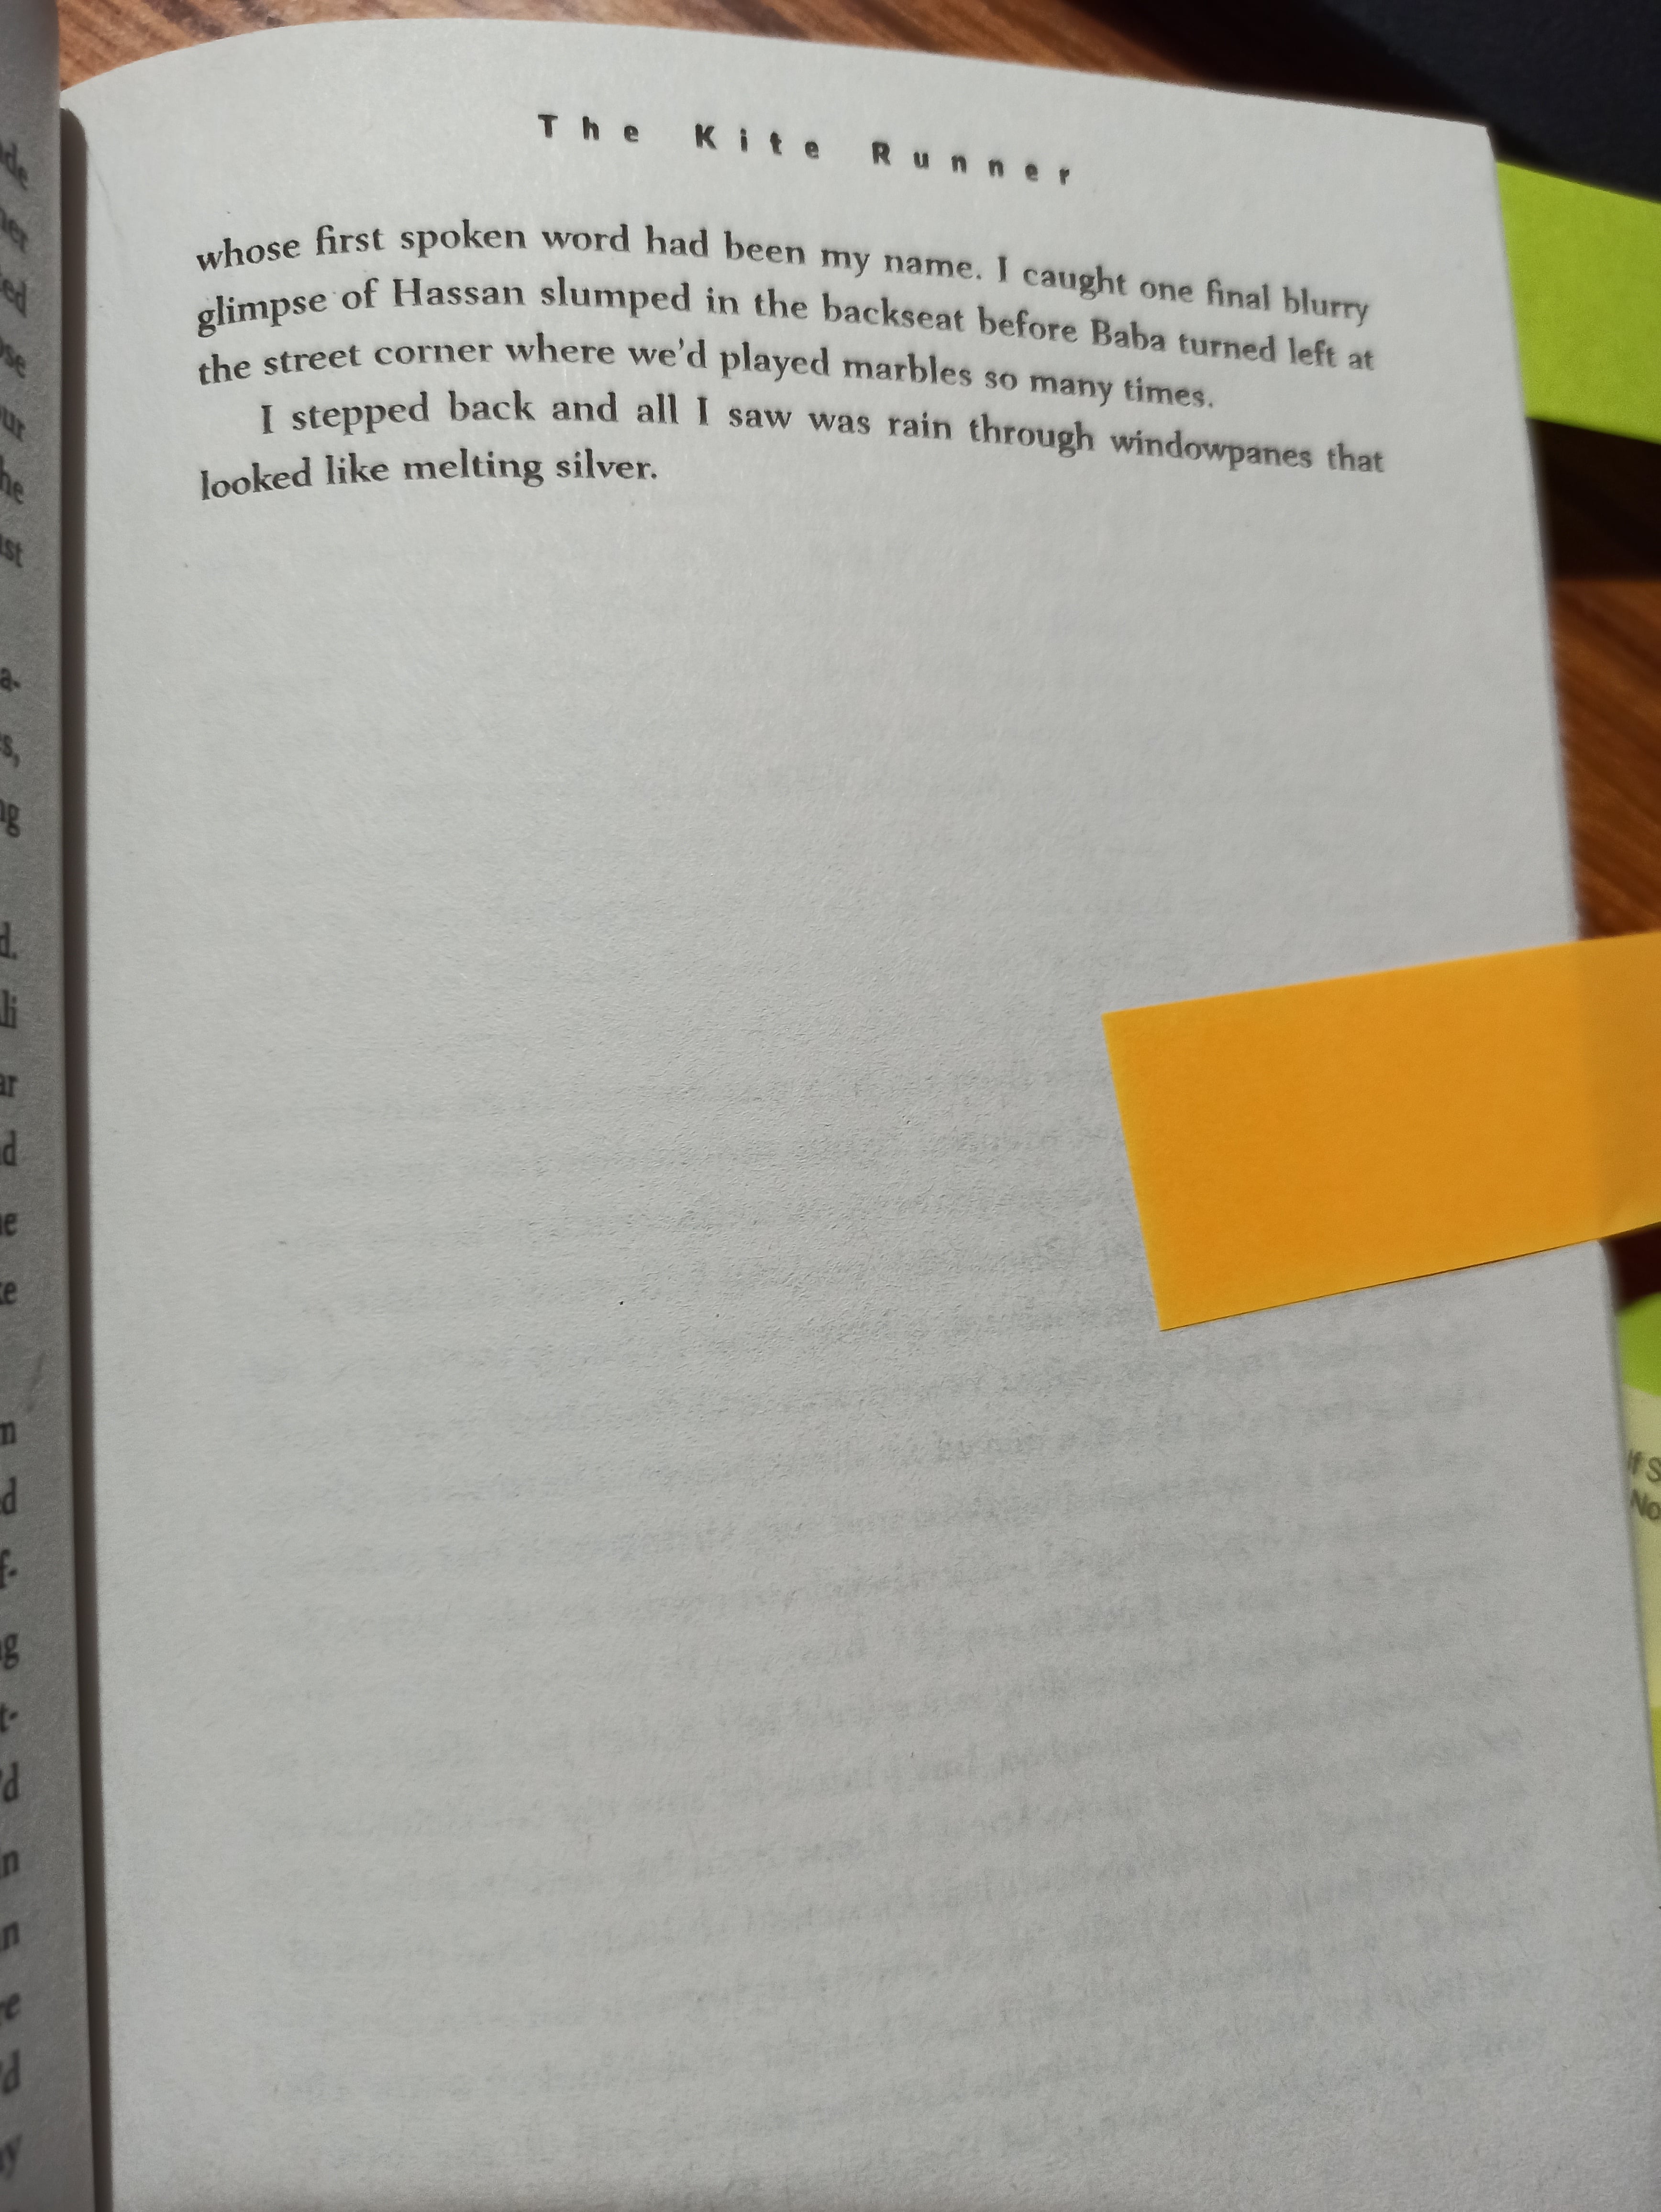 The Kite Runner
whose first spoken word had been my name. I caught one final blurry
glimpse of Hassan slumped in the backseat before Baba turned left at
the street corner where we'd played marbles so many times.
I stepped back and all I saw was rain through windowpanes that
looked like melting silver.
If S
No